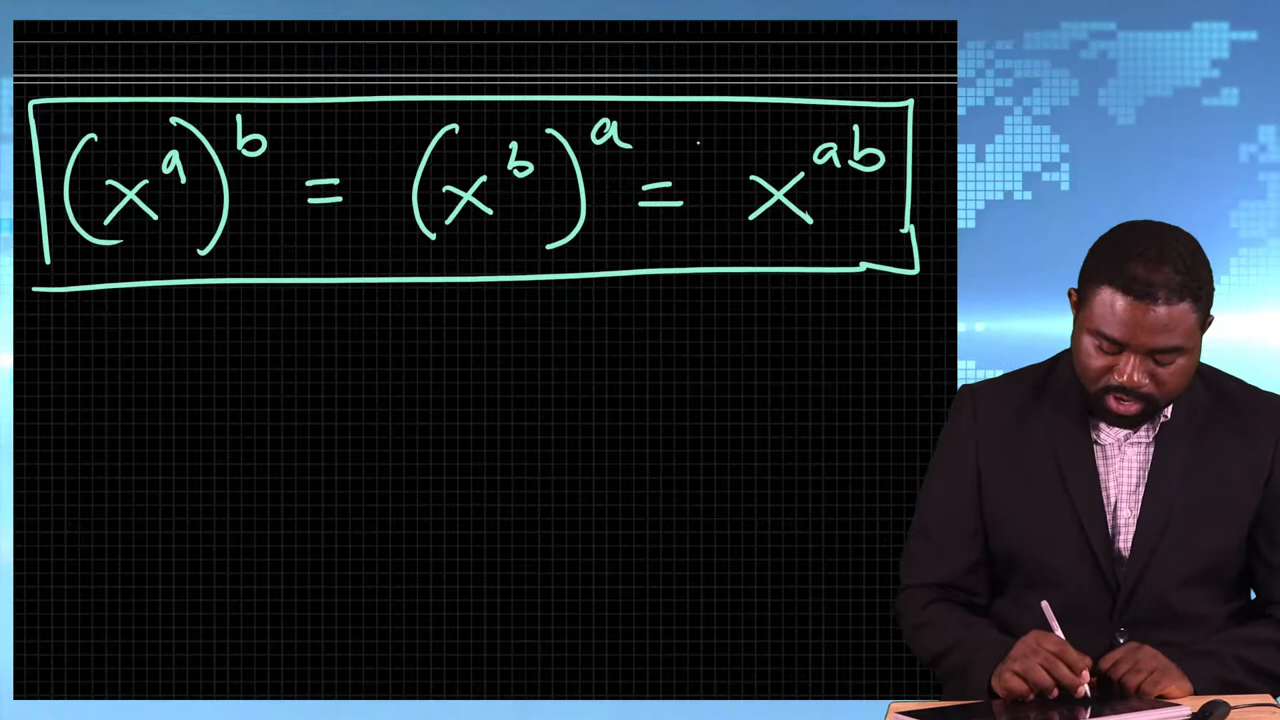 (x^a)^b = (x^b)^a = x^ab